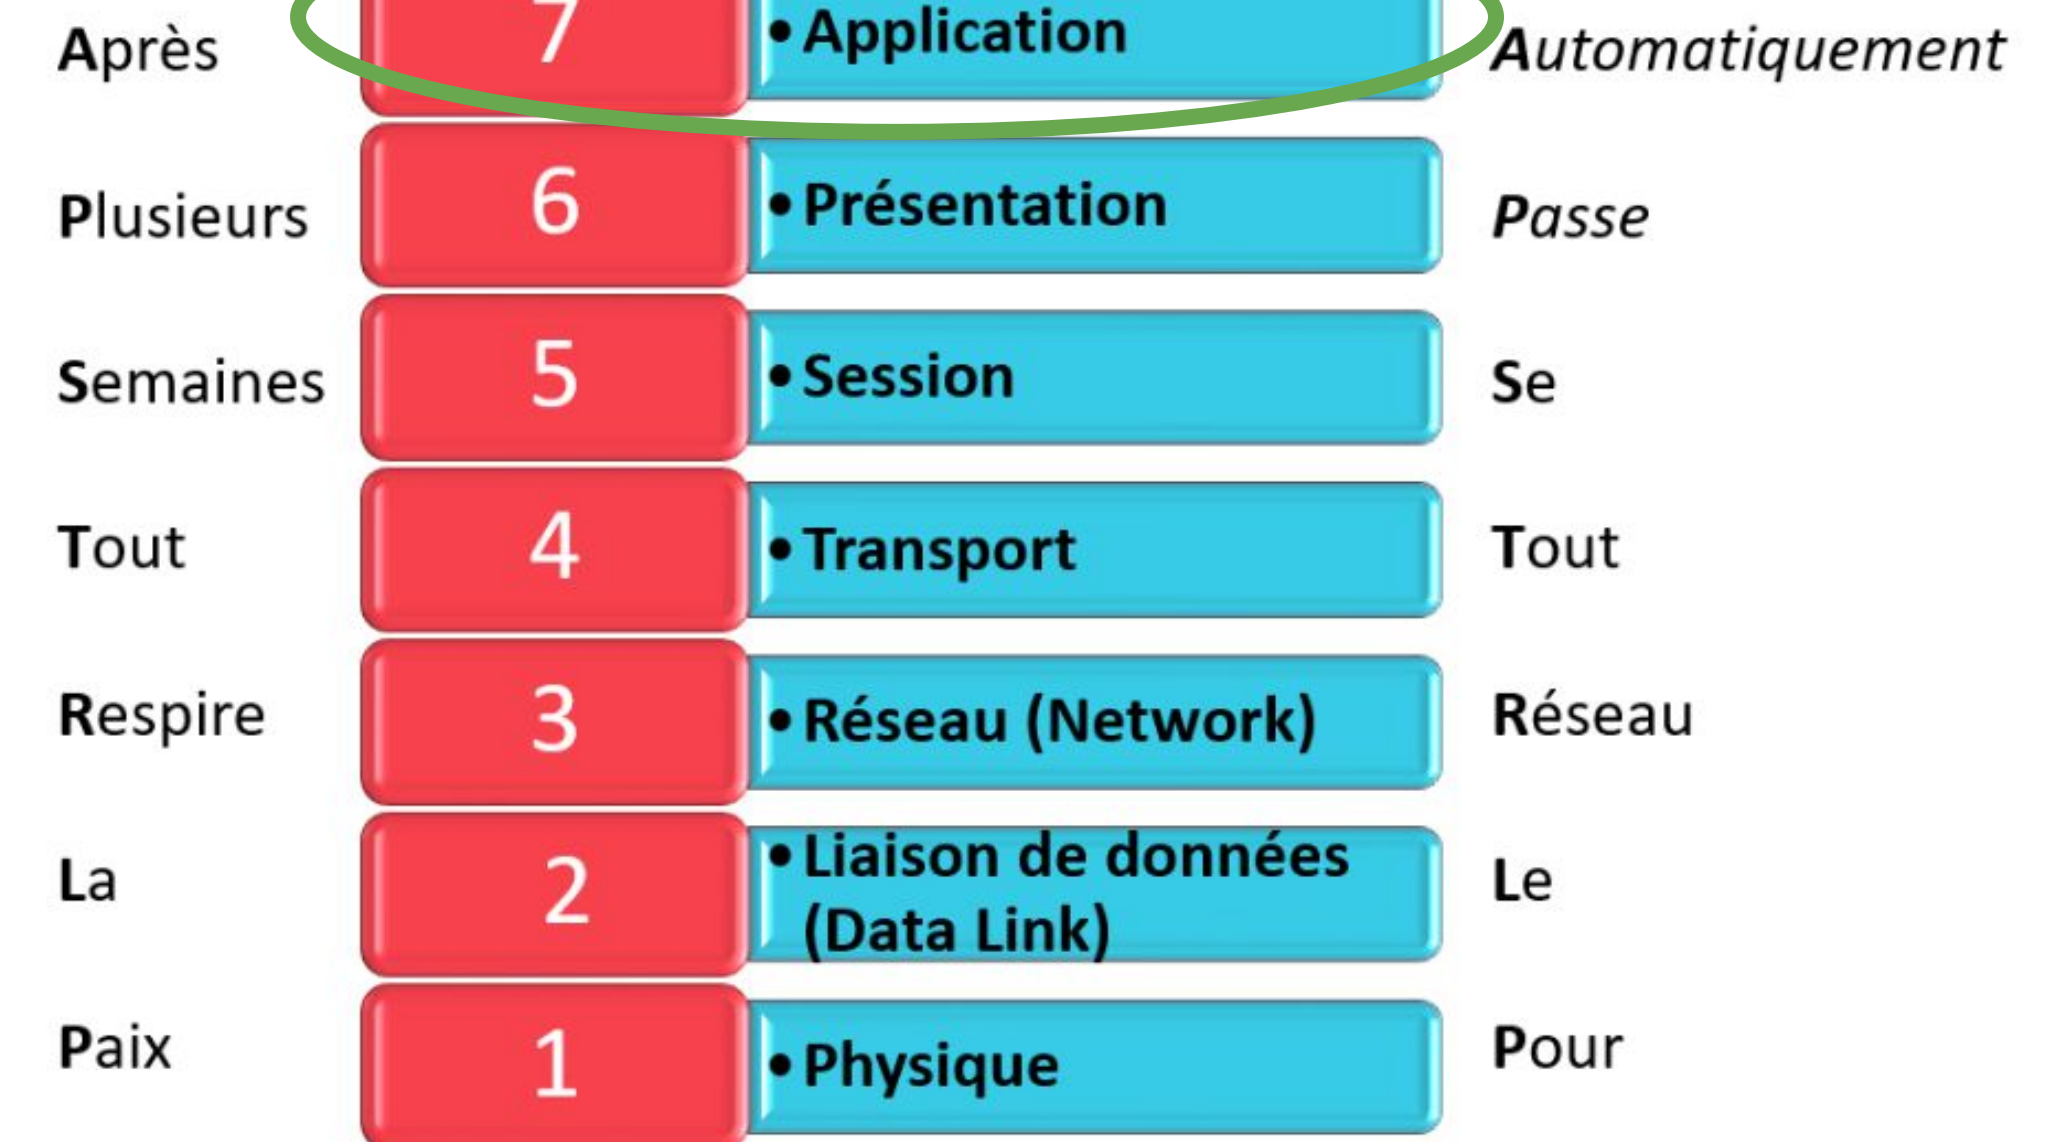 Après 7 • Application Automatiquement
Plusieurs 6 • Présentation Passe
Semaines 5 • Session Se
Tout 4 • Transport Tout
Respire 3 • Réseau (Network) Réseau
La 2 • Liaison de données Le
(Data Link)
Paix 1 • Physique Pour